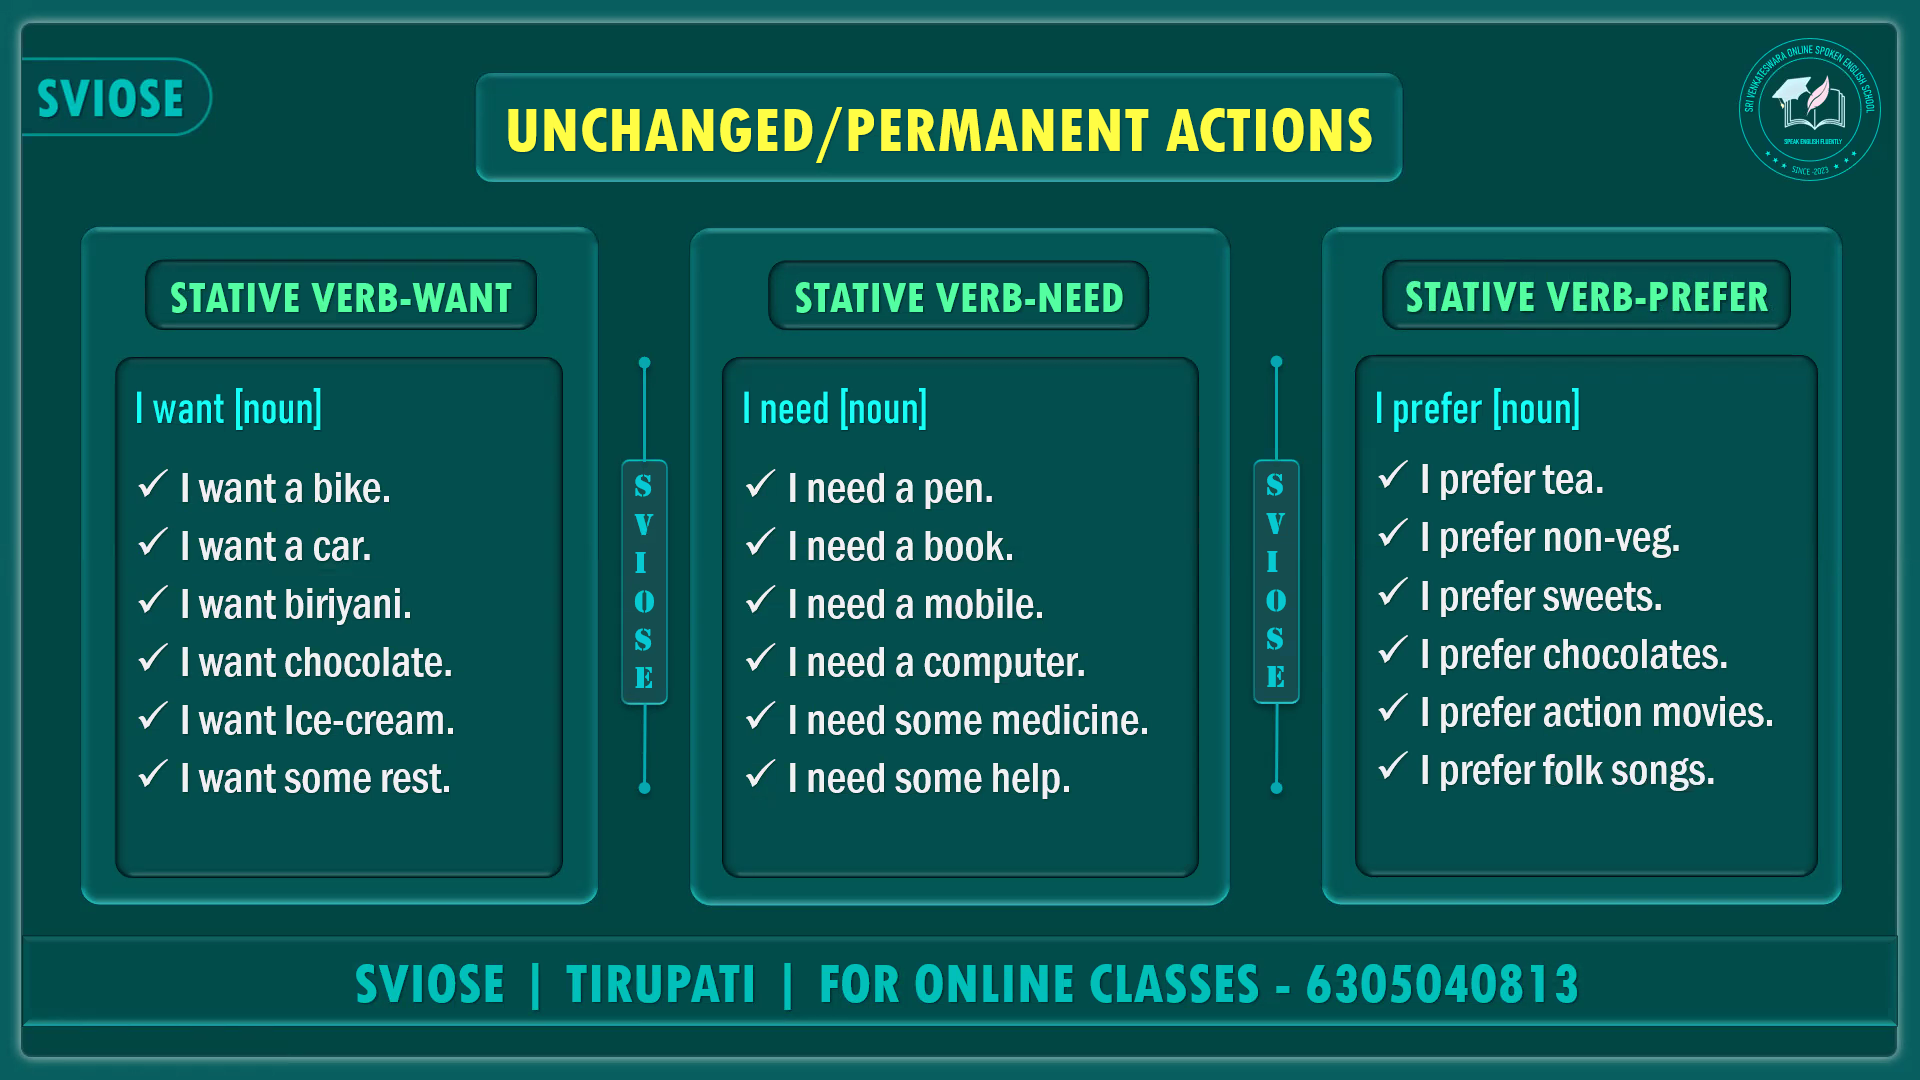 SVIOSE
UNCHANGED/PERMANENT ACTIONS
SRI VENKATESWARA ONLINE SPOKEN ENGLISH SCHOOL
SPEAK ENGLISH FLUENTLY
SINCE -2023
STATIVE VERB-WANT
I want [noun]
✓ I want a bike.
✓ I want a car.
✓ I want biriyani.
✓ I want chocolate.
✓ I want Ice-cream.
✓ I want some rest.
SVIOSE
STATIVE VERB-NEED
I need [noun]
✓ I need a pen.
✓ I need a book.
✓ I need a mobile.
✓ I need a computer.
✓ I need some medicine.
✓ I need some help.
SVIOSE
STATIVE VERB-PREFER
I prefer [noun]
✓ I prefer tea.
✓ I prefer non-veg.
✓ I prefer sweets.
✓ I prefer chocolates.
✓ I prefer action movies.
✓ I prefer folk songs.
SVIOSE | TIRUPATI | FOR ONLINE CLASSES - 6305040813